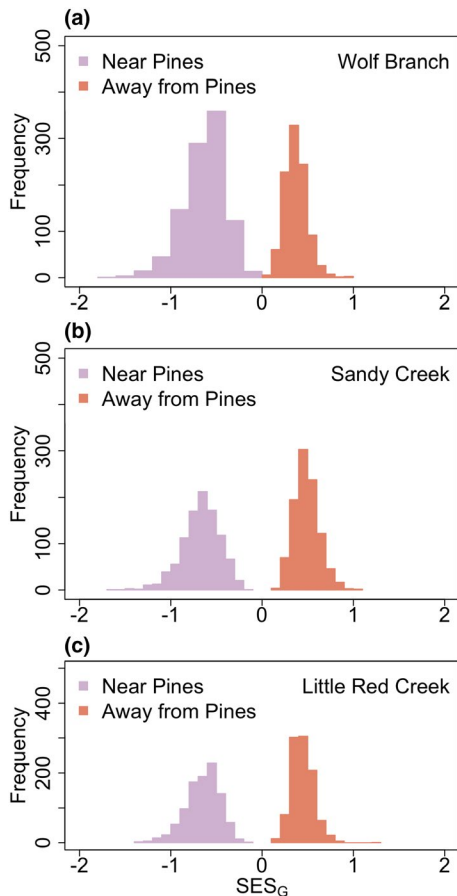 (a)
500
Near Pines
Wolf Branch
Away from Pines
300
Frequency
100
0
-2 -1 0 1 2
(b)
500
Near Pines
Sandy Creek
Away from Pines
300
Frequency
100
0
-2 -1 0 1 2
(c)
Near Pines
Little Red Creek
400
Away from Pines
Frequency
200
0
-2 -1 0 1 2
SES_G